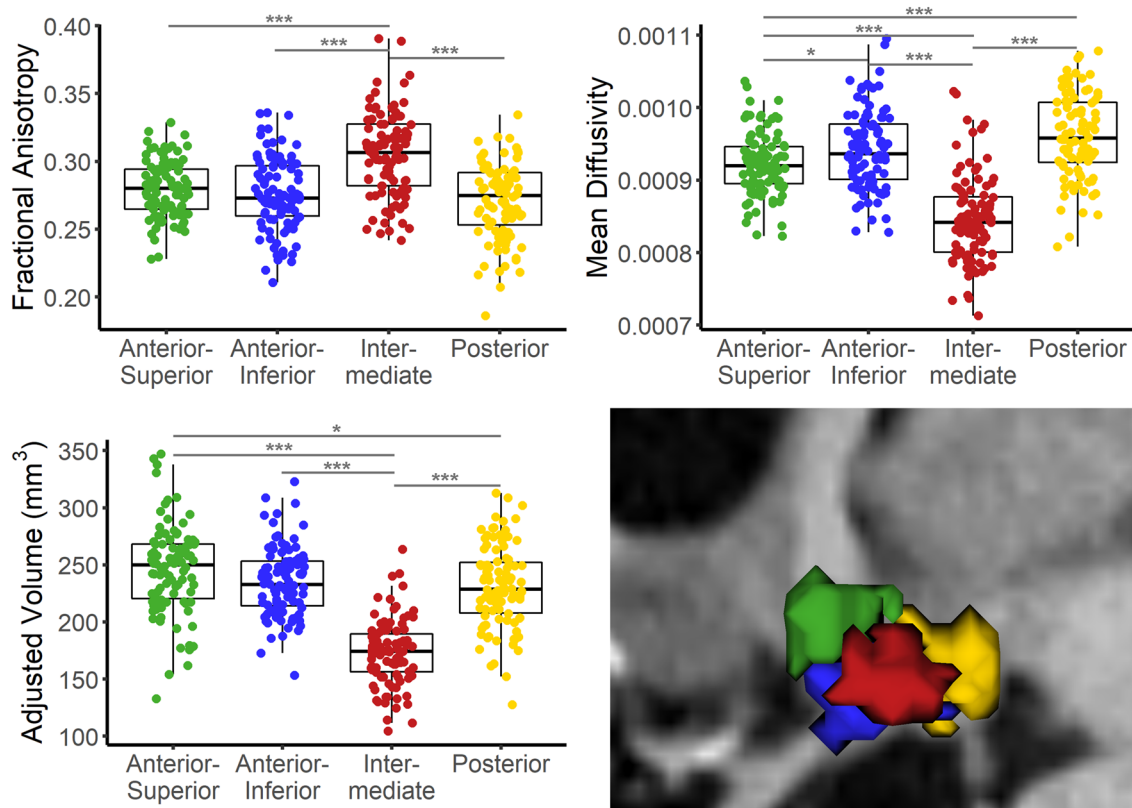 Fractional Anisotropy
0.40
0.35
0.30
0.25
0.20
***
***
***
Anterior-
Superior
Anterior-
Inferior
Inter-
mediate
Posterior
Mean Diffusivity
0.0011
0.0010
0.0009
0.0008
0.0007
***
***
*
***
***
Anterior-
Superior
Anterior-
Inferior
Inter-
mediate
Posterior
Adjusted Volume (mm³)
350
300
250
200
150
100
*
***
***
***
Anterior-
Superior
Anterior-
Inferior
Inter-
mediate
Posterior